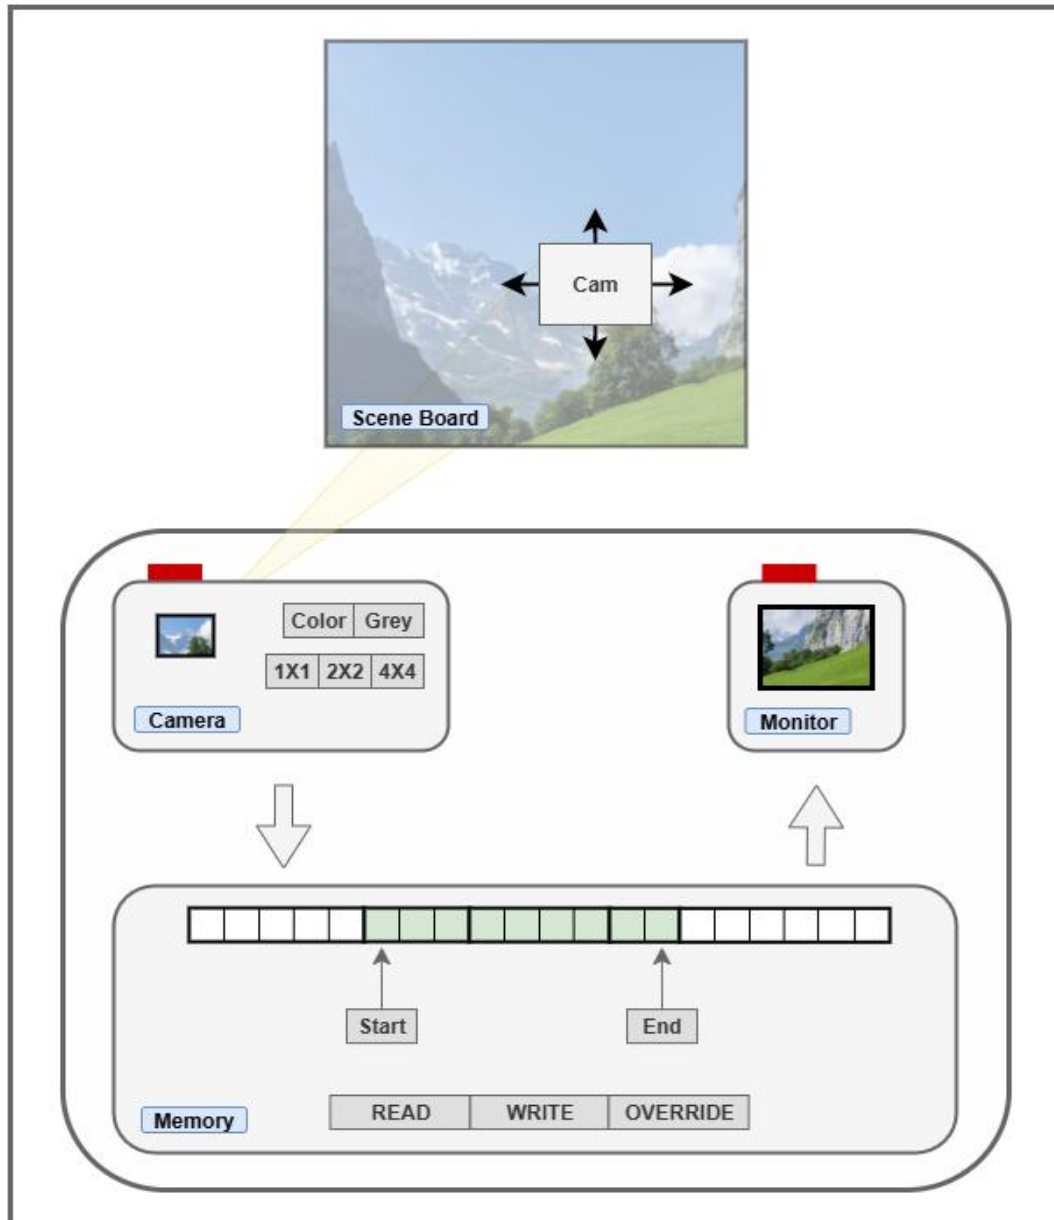 Cam
Scene Board
Color Grey
1X1 2X2 4X4
Camera
Monitor
Start
End
READ WRITE OVERRIDE
Memory